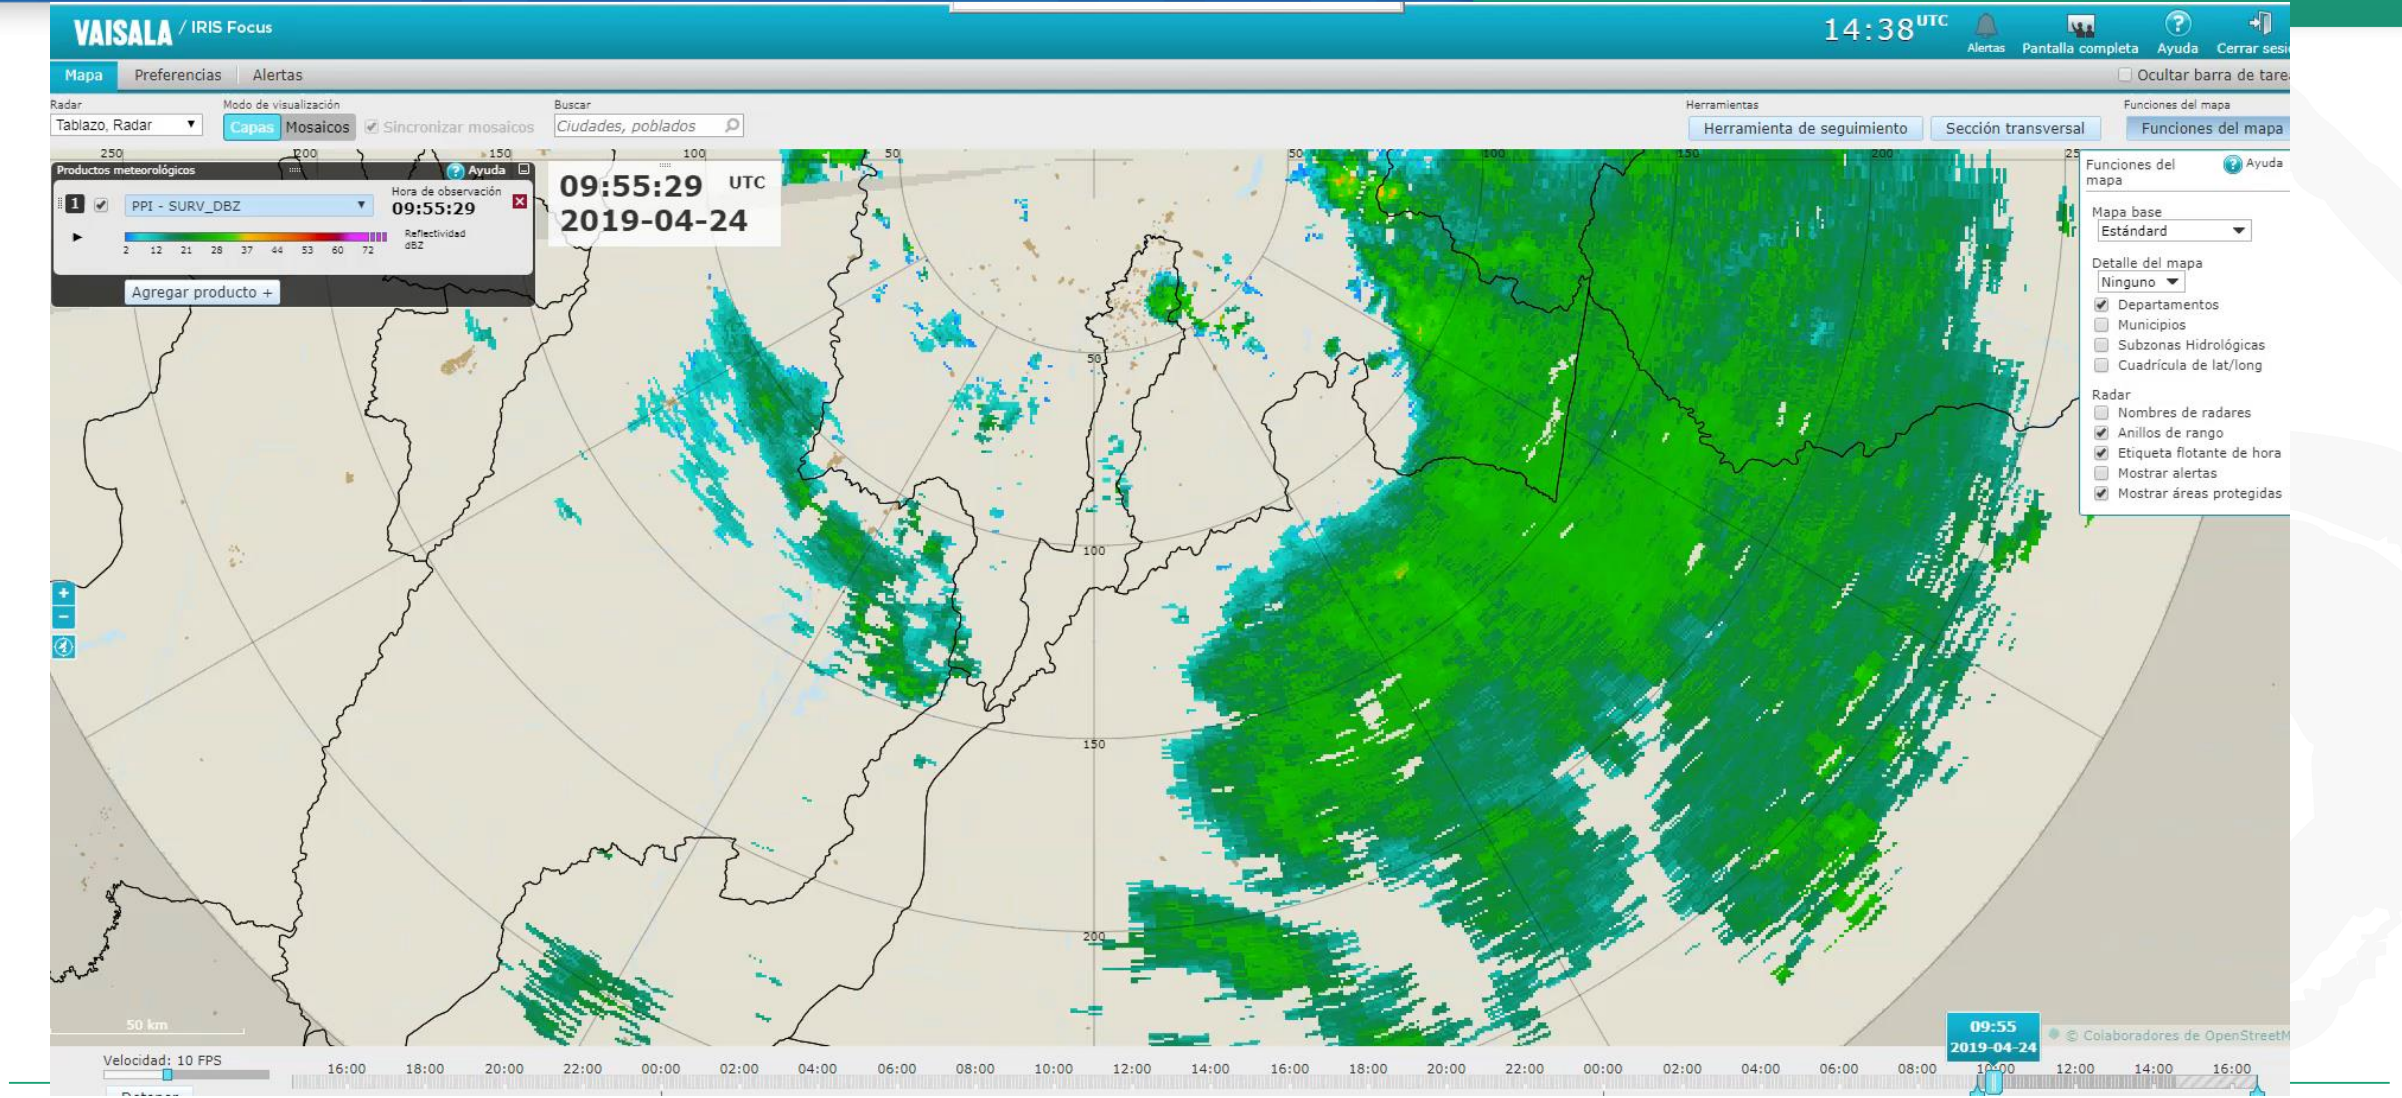 VAISALA / IRIS Focus
14:38 UTC
Alertas
Pantalla completa
Ayuda
Cerrar sesi
Mapa
Preferencias
Alertas
Ocultar barra de tare
Radar
Modo de visualización
Buscar
Herramientas
Funciones del mapa
Tablazo, Radar
Capas
Mosaicos
Sincronizar mosaicos
Ciudades, poblados
Herramienta de seguimiento
Sección transversal
Funciones del mapa
250 200 150 100 50 50 100 150 200 25
Productos meteorológicos
Ayuda
1
PPI - SURV_DBZ
Hora de observación
09:55:29
2 12 21 28 37 44 53 60 72
Reflectividad
dBZ
Agregar producto +
09:55:29 UTC
2019-04-24
50
100
150
200
Funciones del
mapa
Ayuda
Mapa base
Estándard
Detalle del mapa
Ninguno
Departamentos
Municipios
Subzonas Hidrológicas
Cuadrícula de lat/long
Radar
Nombres de radares
Anillos de rango
Etiqueta flotante de hora
Mostrar alertas
Mostrar áreas protegidas
+
−
50 km
09:55
2019-04-24
© Colaboradores de OpenStreetM
Velocidad: 10 FPS
16:00 18:00 20:00 22:00 00:00 02:00 04:00 06:00 08:00 10:00 12:00 14:00 16:00 18:00 20:00 22:00 00:00 02:00 04:00 06:00 08:00 10:00 12:00 14:00 16:00